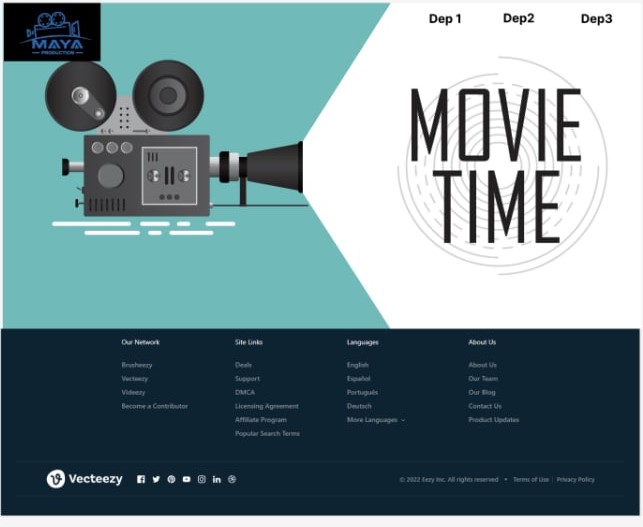 MAYA
PRODUCTION
Dep 1
Dep2
Dep3
MOVIE
TIME
Our Network
Brusheezy
Vecteezy
Videezy
Become a Contributor
Site Links
Deals
Support
DMCA
Licensing Agreement
Affiliate Program
Popular Search Terms
Languages
English
Español
Português
Deutsch
More Languages
About Us
About Us
Our Team
Our Blog
Contact Us
Product Updates
Vecteezy
© 2022 Eezy Inc. All rights reserved • Terms of Use | Privacy Policy